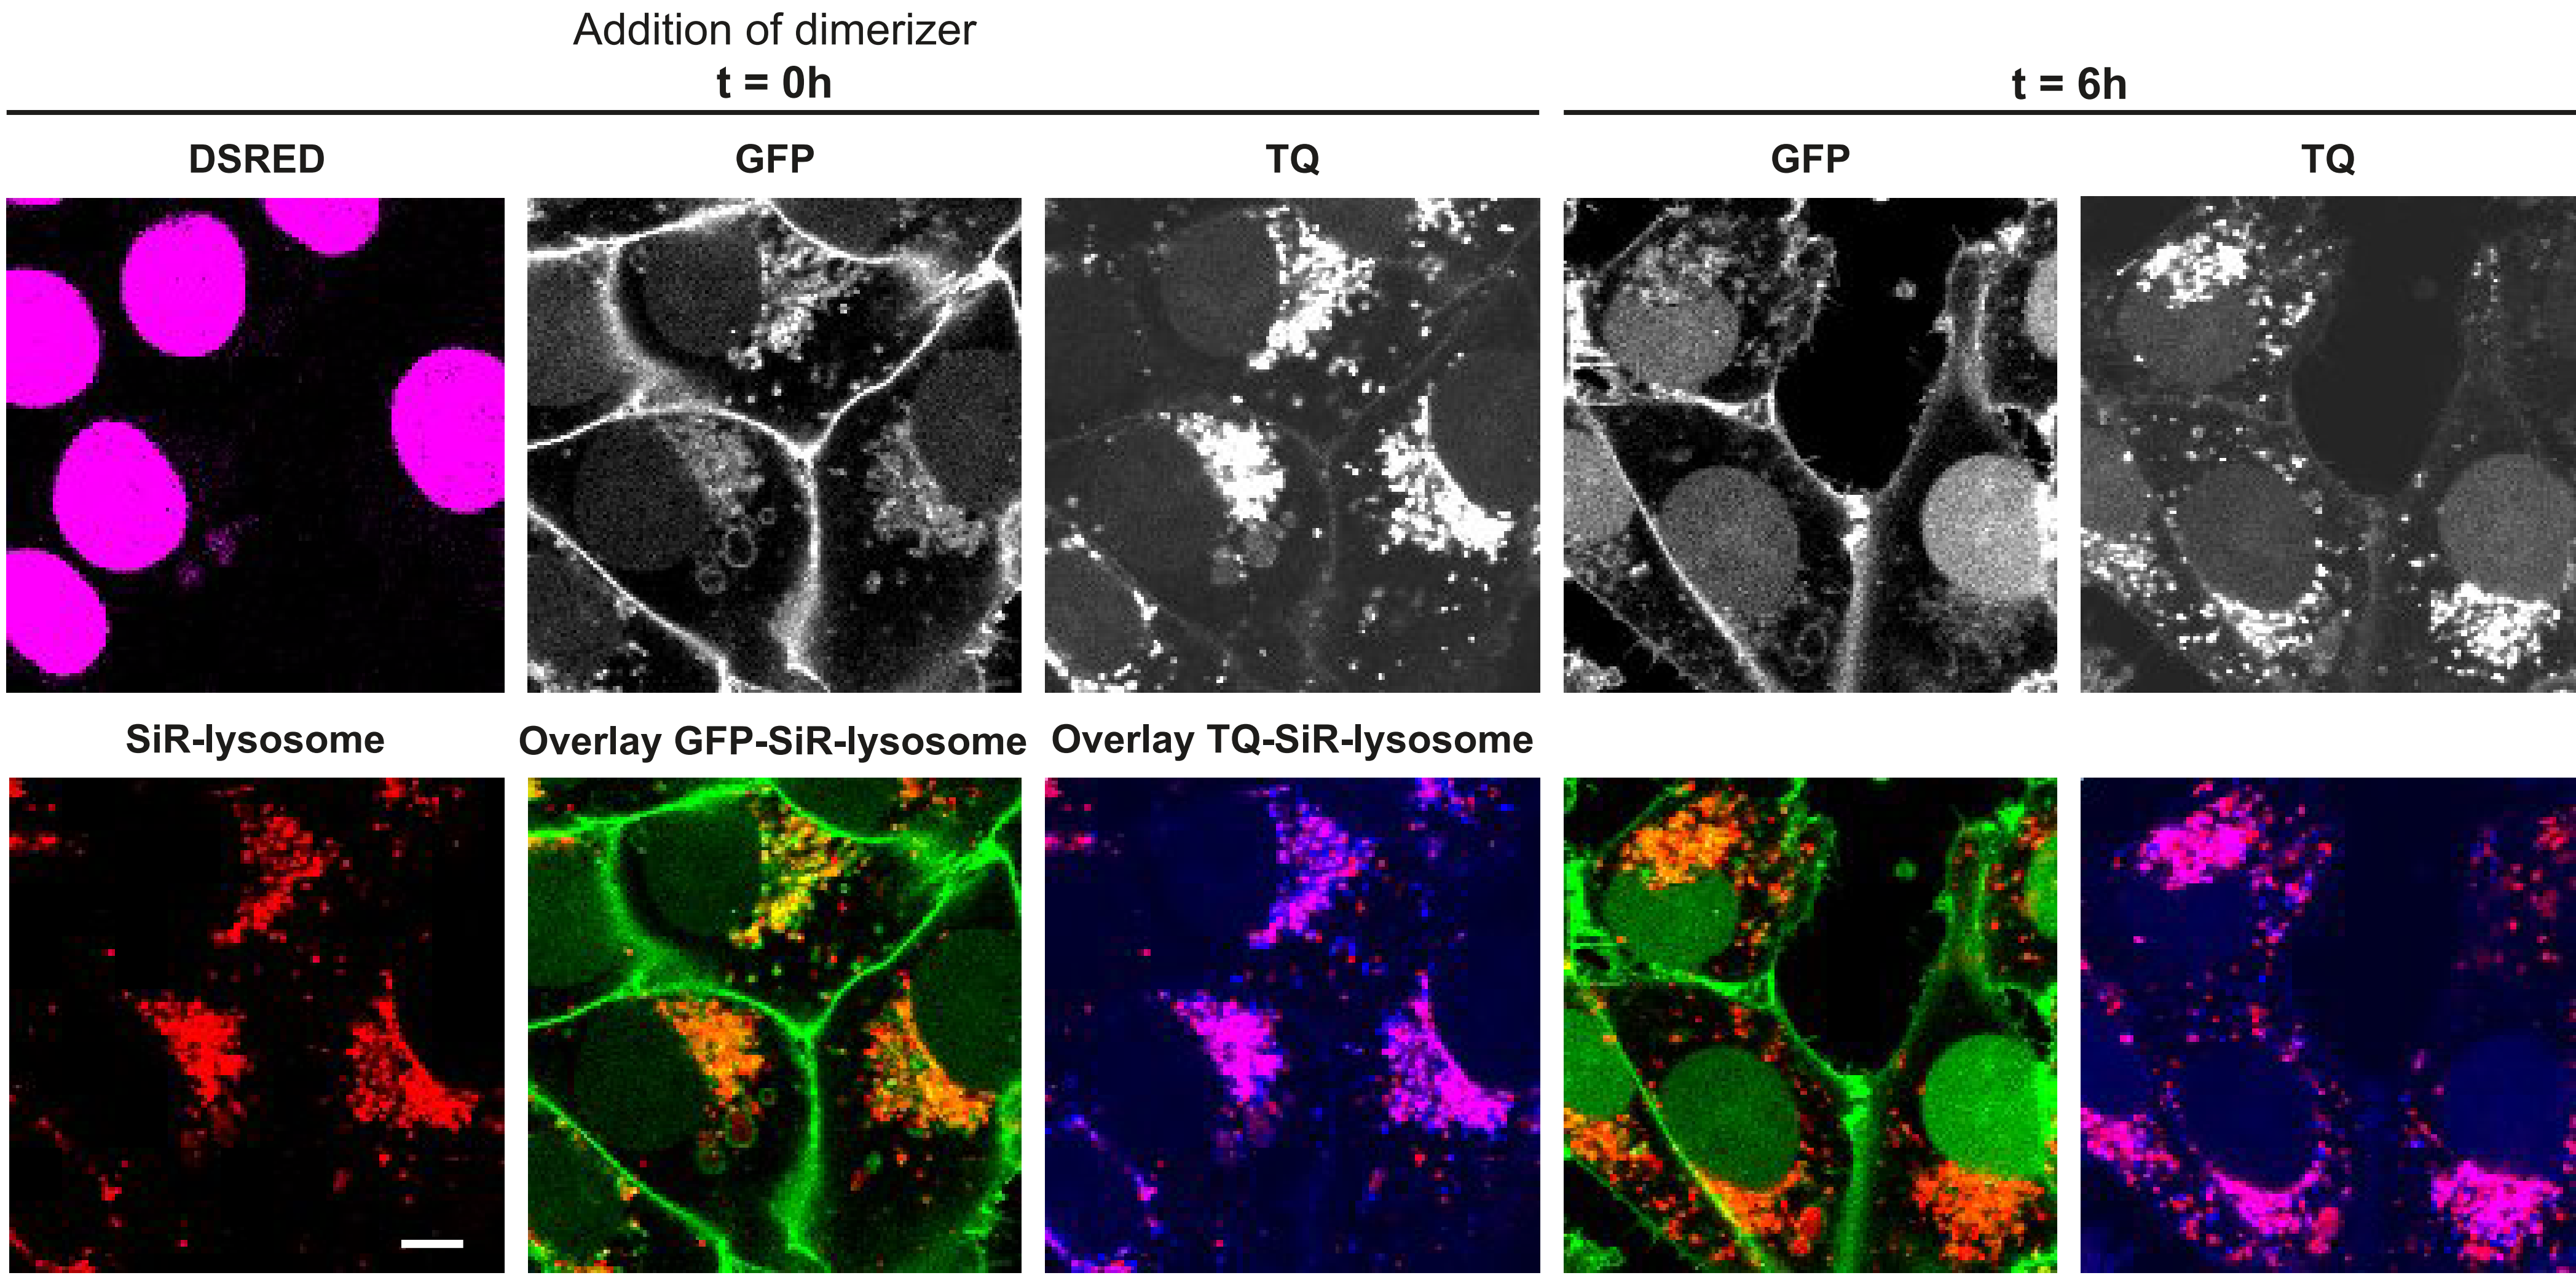 Addition of dimerizer
t = 0h
t = 6h
DSRED
GFP
TQ
GFP
TQ
SiR-lysosome
Overlay GFP-SiR-lysosome
Overlay TQ-SiR-lysosome